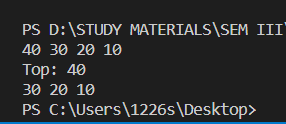 PS D:\STUDY MATERIALS\SEM III\
40 30 20 10
Top: 40
30 20 10
PS C:\Users\1226s\Desktop>